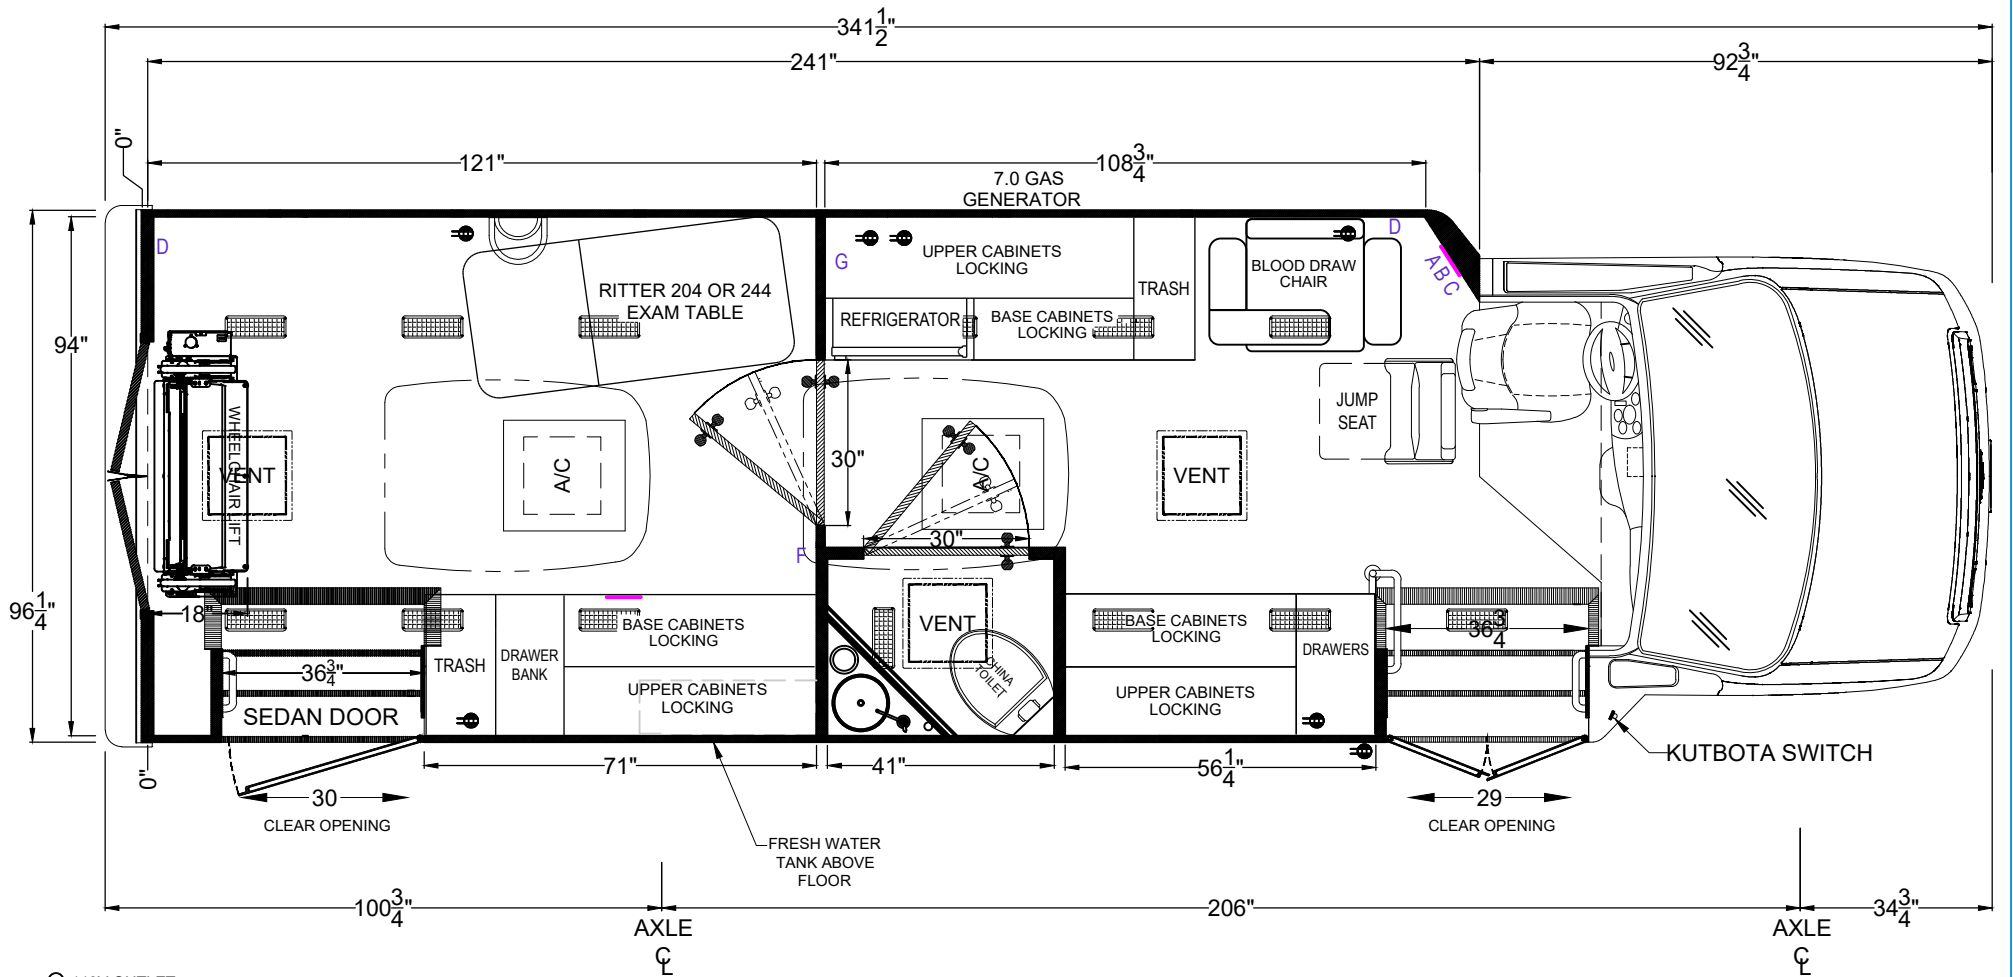 341 1/2"
241"
92 3/4"
0"
121"
108 3/4"
7.0 GAS
GENERATOR
D
G
D
A B C
UPPER CABINETS
LOCKING
TRASH
BLOOD DRAW
CHAIR
RITTER 204 OR 244
EXAM TABLE
REFRIGERATOR
BASE CABINETS
LOCKING
94"
JUMP
SEAT
WHEELCHAIR LIFT
VENT
A/C
30"
A/C
VENT
30"
F
96 1/4"
18"
BASE CABINETS
LOCKING
VENT
BASE CABINETS
LOCKING
36 3/4"
36 3/4
TRASH
DRAWER
BANK
CHINA
TOILET
DRAWERS
UPPER CABINETS
LOCKING
UPPER CABINETS
LOCKING
SEDAN DOOR
KUTBOTA SWITCH
0"
71"
41"
56 1/4"
30
CLEAR OPENING
29
CLEAR OPENING
FRESH WATER
TANK ABOVE
FLOOR
100 3/4"
206"
34 3/4"
AXLE
℄
AXLE
℄